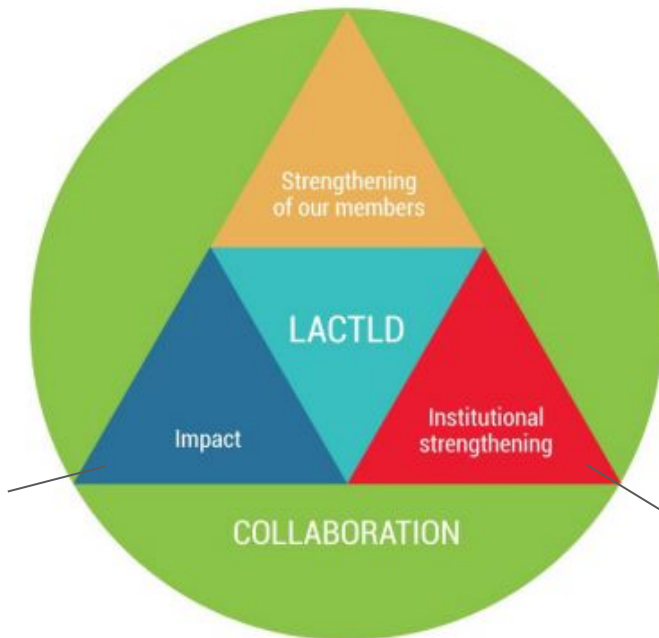 Strengthening
of our members
LACTLD
Impact
Institutional
strengthening
COLLABORATION